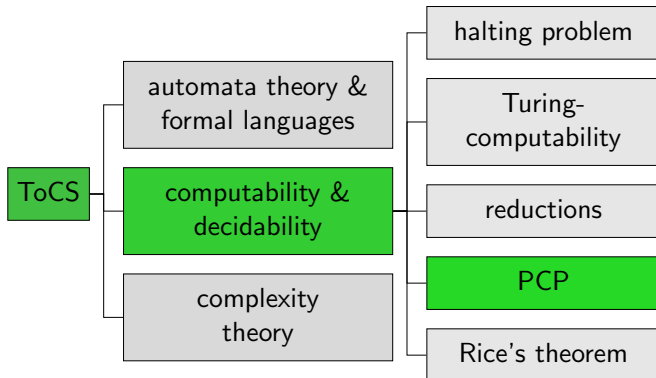 ToCS
automata theory &
formal languages
computability &
decidability
complexity
theory
halting problem
Turing-
computability
reductions
PCP
Rice's theorem